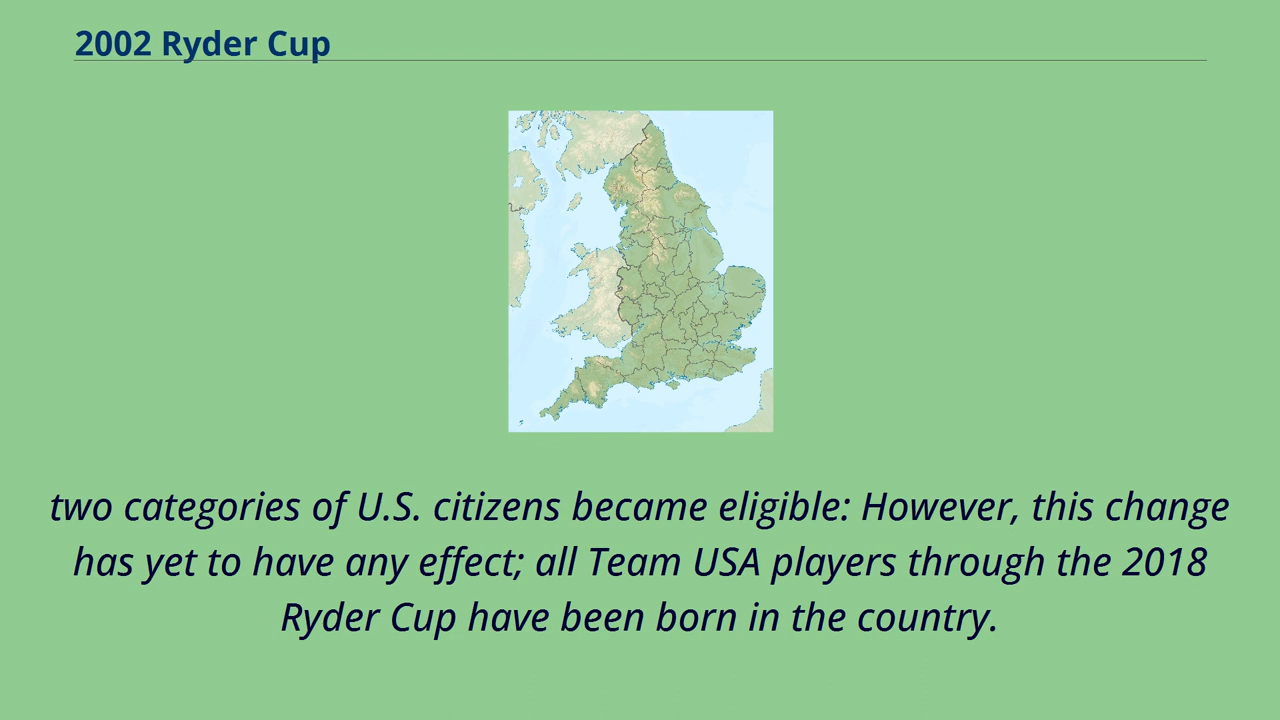 2002 Ryder Cup
two categories of U.S. citizens became eligible: However, this change
has yet to have any effect; all Team USA players through the 2018
Ryder Cup have been born in the country.